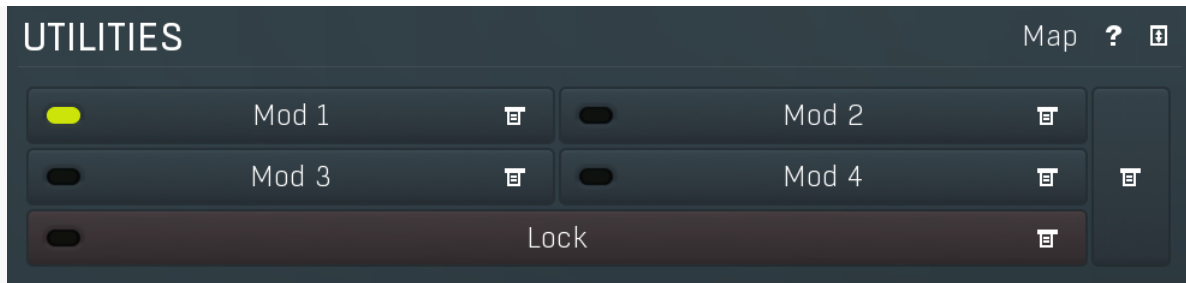 UTILITIES Map ?
Mod 1 Mod 2
Mod 3 Mod 4
Lock